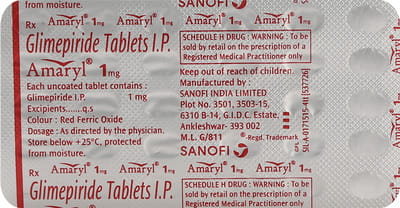 from moisture.
SANOFI
Rx Amaryl® 1mg Amaryl® 1mg Amaryl® 1mg Amaryl® 1mg
Glimepiride Tablets I.P.
Amaryl® 1mg
Each uncoated tablet contains :
Glimepiride I.P. 1 mg
Excipients......q.s
Colour : Red Ferric Oxide
Dosage : As directed by the physician.
Store below +25°C, protected
from moisture.
SCHEDULE H DRUG : WARNING : To be
sold by retail on the prescription of a
Registered Medical Practitioner only
Keep out of reach of children.
Manufactured by :
SANOFI INDIA LIMITED
Plot No. 3501, 3503-15,
6310 B-14, G.I.D.C. Estate,
Ankleshwar- 393 002
M.L. G/811 ®-Regd. Trademark
SANOFI
Rx Amaryl® 1mg Amaryl® 1mg Amaryl® 1mg Amaryl® 1mg
Glimepiride Tablets I.P.
SCHEDULE H DRUG : WARNING : To be
sold by retail on the prescription of a
Registered Medical Practitioner only